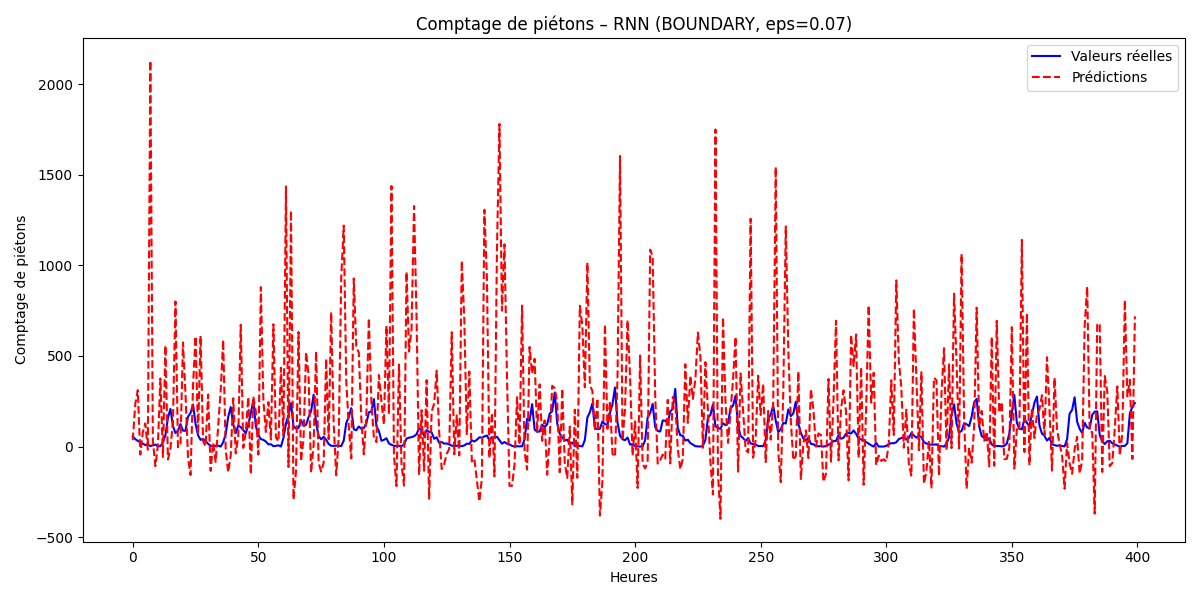 Comptage de piétons – RNN (BOUNDARY, eps=0.07)
Valeurs réelles
Prédictions
2000
1500
1000
500
0
−500
Comptage de piétons
0 50 100 150 200 250 300 350 400
Heures